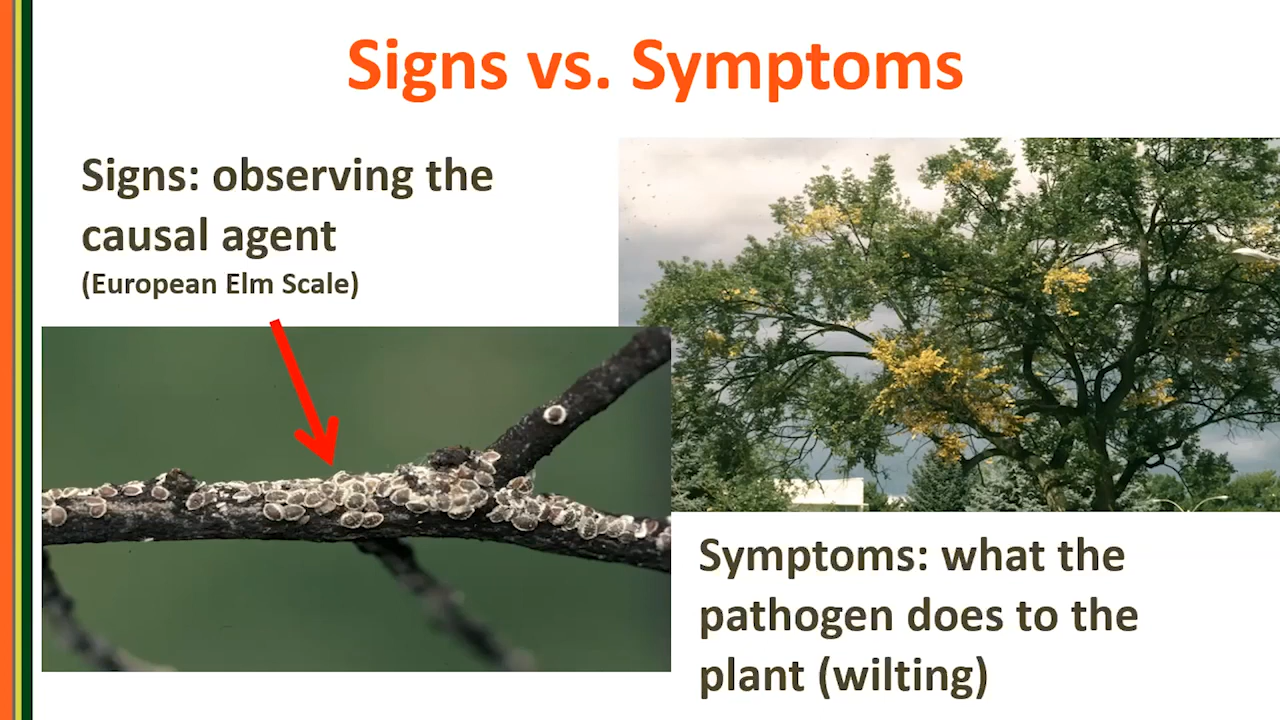 Signs vs. Symptoms
Signs: observing the
causal agent
(European Elm Scale)
Symptoms: what the
pathogen does to the
plant (wilting)